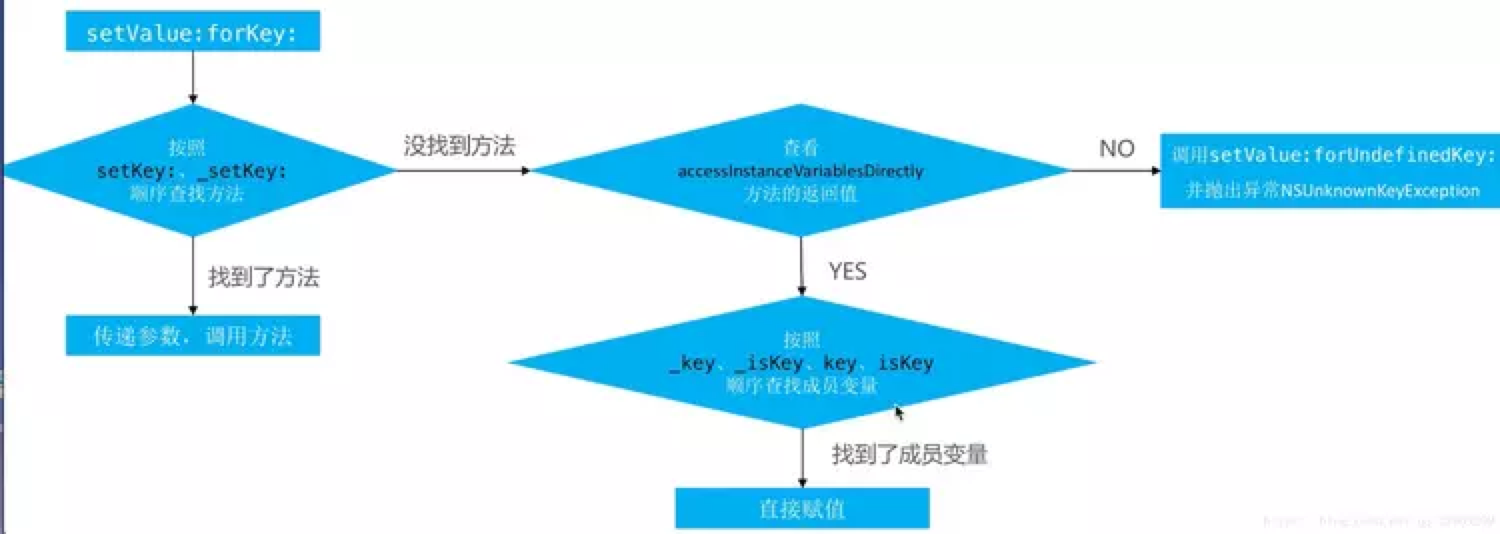 setValue:forKey:
按照
setKey:、_setKey:
顺序查找方法
没找到方法
查看
accessInstanceVariablesDirectly
方法的返回值
NO
调用setValue:forUndefinedKey:
并抛出异常NSUnknownKeyException
找到了方法
传递参数，调用方法
YES
按照
_key、_isKey、key、isKey
顺序查找成员变量
找到了成员变量
直接赋值